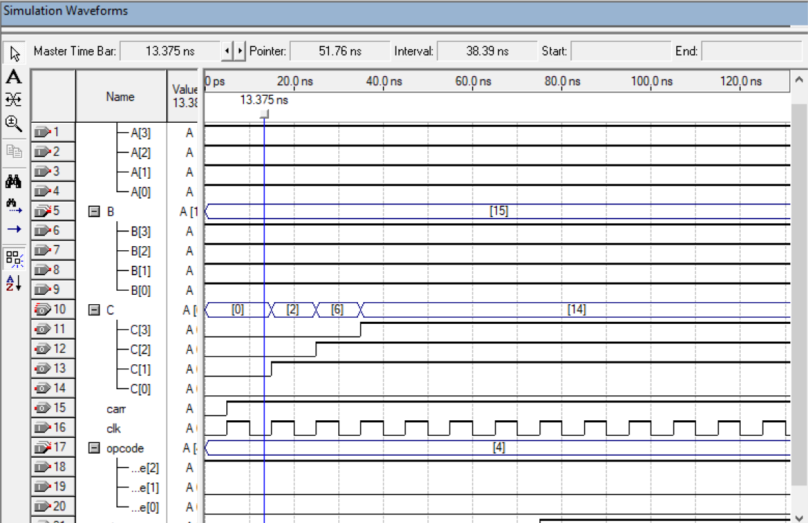 Simulation Waveforms
Master Time Bar: 13.375 ns Pointer: 51.76 ns Interval: 38.39 ns Start: End:
Name Value 13.38 0 ps 20.0 ns 40.0 ns 60.0 ns 80.0 ns 100.0 ns 120.0 ns
13.375 ns
1 A[3] A
2 A[2] A
3 A[1] A
4 A[0] A
5 B A [1 [15]
6 B[3] A
7 B[2] A
8 B[1] A
9 B[0] A
10 C A [ [0] [2] [6] [14]
11 C[3] A
12 C[2] A
13 C[1] A
14 C[0] A
15 carr A
16 clk A
17 opcode A [ [4]
18 ...e[2] A
19 ...e[1] A
20 ...e[0] A